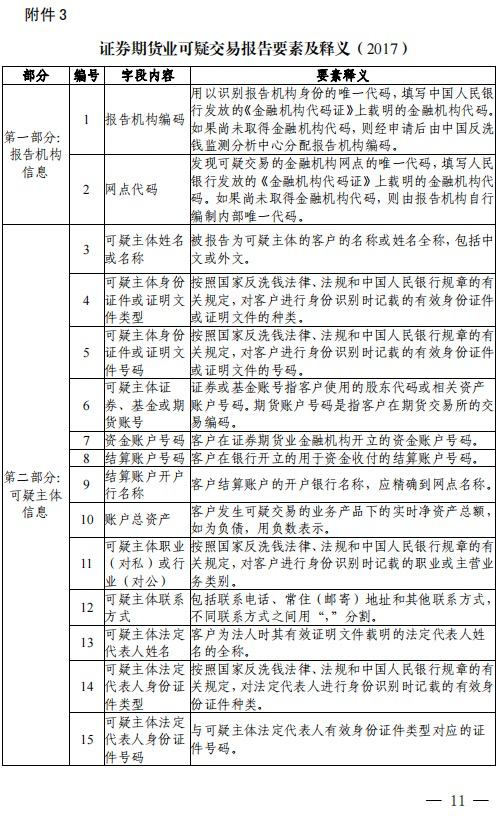 附件 3
证券期货业可疑交易报告要素及释义（2017）
部分 编号 字段内容 要素释义
第一部分：
报告机构
信息
1 报告机构编码
用以识别报告机构身份的唯一代码，填写中国人民银
行发放的《金融机构代码证》上载明的金融机构代码。
如果尚未取得金融机构代码，则经申请后由中国反洗
钱监测分析中心分配报告机构编码。
2 网点代码
发现可疑交易的金融机构网点的唯一代码，填写人民
银行发放的《金融机构代码证》上载明的金融机构代
码。如果尚未取得金融机构代码，则由报告机构自行
编制内部唯一代码。
第二部分：
可疑主体
信息
3
可疑主体姓名
或名称
被报告为可疑主体的客户的名称或姓名全称，包括中
文或外文。
4
可疑主体身份
证件或证明文
件类型
按照国家反洗钱法律、法规和中国人民银行规章的有
关规定，对客户进行身份识别时记载的有效身份证件
或证明文件的种类。
5
可疑主体身份
证件或证明文
件号码
按照国家反洗钱法律、法规和中国人民银行规章的有
关规定，对客户进行身份识别时记载的有效身份证件
或证明文件的号码。
6
可疑主体证
券、基金或期
货账号
证券或基金账号指客户使用的股东代码或相关资产
账户号码。期货账户号码是指客户在期货交易所的交
易编码。
7 资金账户号码 客户在证券期货业金融机构开立的资金账户号码。
8 结算账户号码 客户在银行开立的用于资金收付的结算账户号码。
9
结算账户开户
行名称
客户结算账户的开户银行名称，应精确到网点名称。
10 账户总资产
客户发生可疑交易的业务产品下的实时净资产总额，
如为负债，用负数表示。
11
可疑主体职业
（对私）或行
业（对公）
按照国家反洗钱法律、法规和中国人民银行规章的有
关规定，对客户进行身份识别时记载的职业或主营业
务类别。
12
可疑主体联系
方式
包括联系电话、常住（邮寄）地址和其他联系方式，
不同联系方式之间用“，”分割。
13
可疑主体法定
代表人姓名
客户为法人时其有效证明文件载明的法定代表人姓
名的全称。
14
可疑主体法定
代表人身份证
件类型
按照国家反洗钱法律、法规和中国人民银行规章的有
关规定，对法定代表人进行身份识别时记载的有效身
份证件种类。
15
可疑主体法定
代表人身份证
件号码
与可疑主体法定代表人有效身份证件类型对应的证
件号码。
— 11 —